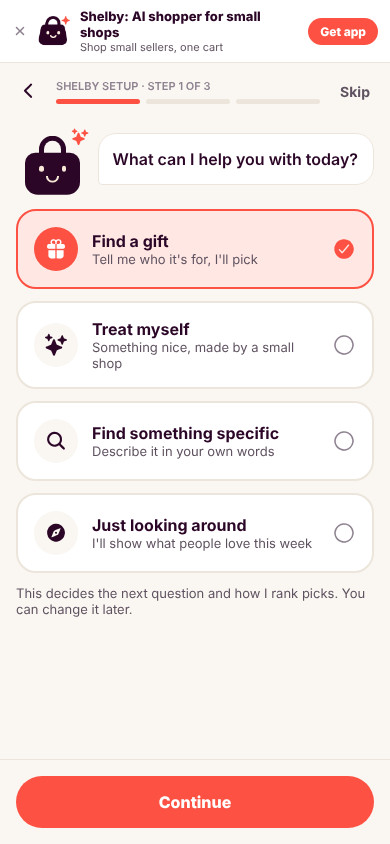 Shelby: AI shopper for small
shops
Shop small sellers, one cart
Get app
SHELBY SETUP · STEP 1 OF 3
Skip
What can I help you with today?
Find a gift
Tell me who it's for, I'll pick
Treat myself
Something nice, made by a small
shop
Find something specific
Describe it in your own words
Just looking around
I'll show what people love this week
This decides the next question and how I rank picks. You
can change it later.
Continue